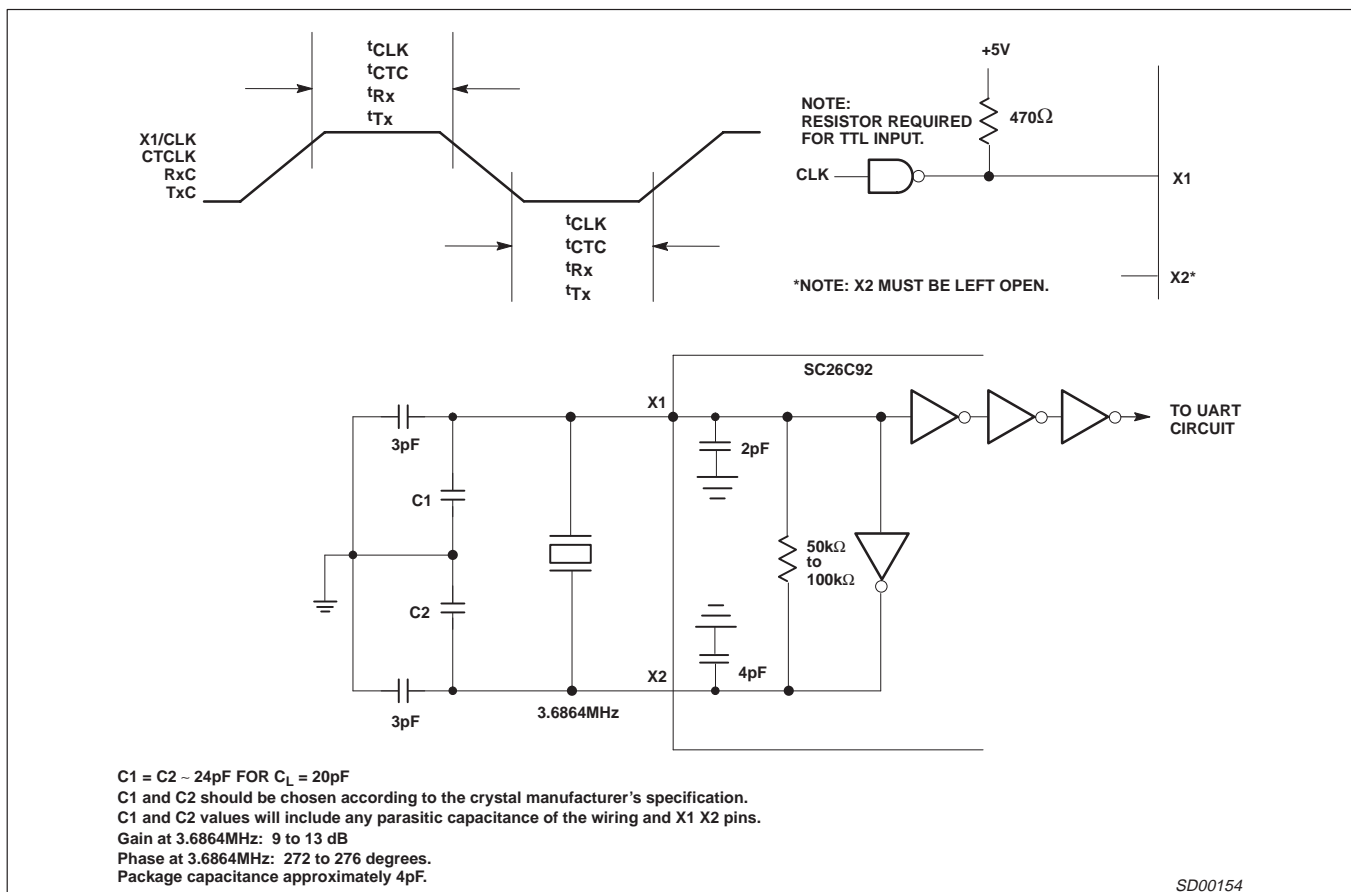 tCLK
tCTC
tRx
tTx
X1/CLK
CTCLK
RxC
TxC
tCLK
tCTC
tRx
tTx
+5V
NOTE:
RESISTOR REQUIRED
FOR TTL INPUT.
470Ω
CLK
X1
*NOTE: X2 MUST BE LEFT OPEN.
X2*
SC26C92
X1
TO UART
CIRCUIT
3pF
2pF
C1
50kΩ
to
100kΩ
C2
4pF
X2
3pF
3.6864MHz
C1 = C2 ~ 24pF FOR CL = 20pF
C1 and C2 should be chosen according to the crystal manufacturer's specification.
C1 and C2 values will include any parasitic capacitance of the wiring and X1 X2 pins.
Gain at 3.6864MHz: 9 to 13 dB
Phase at 3.6864MHz: 272 to 276 degrees.
Package capacitance approximately 4pF.
SD00154